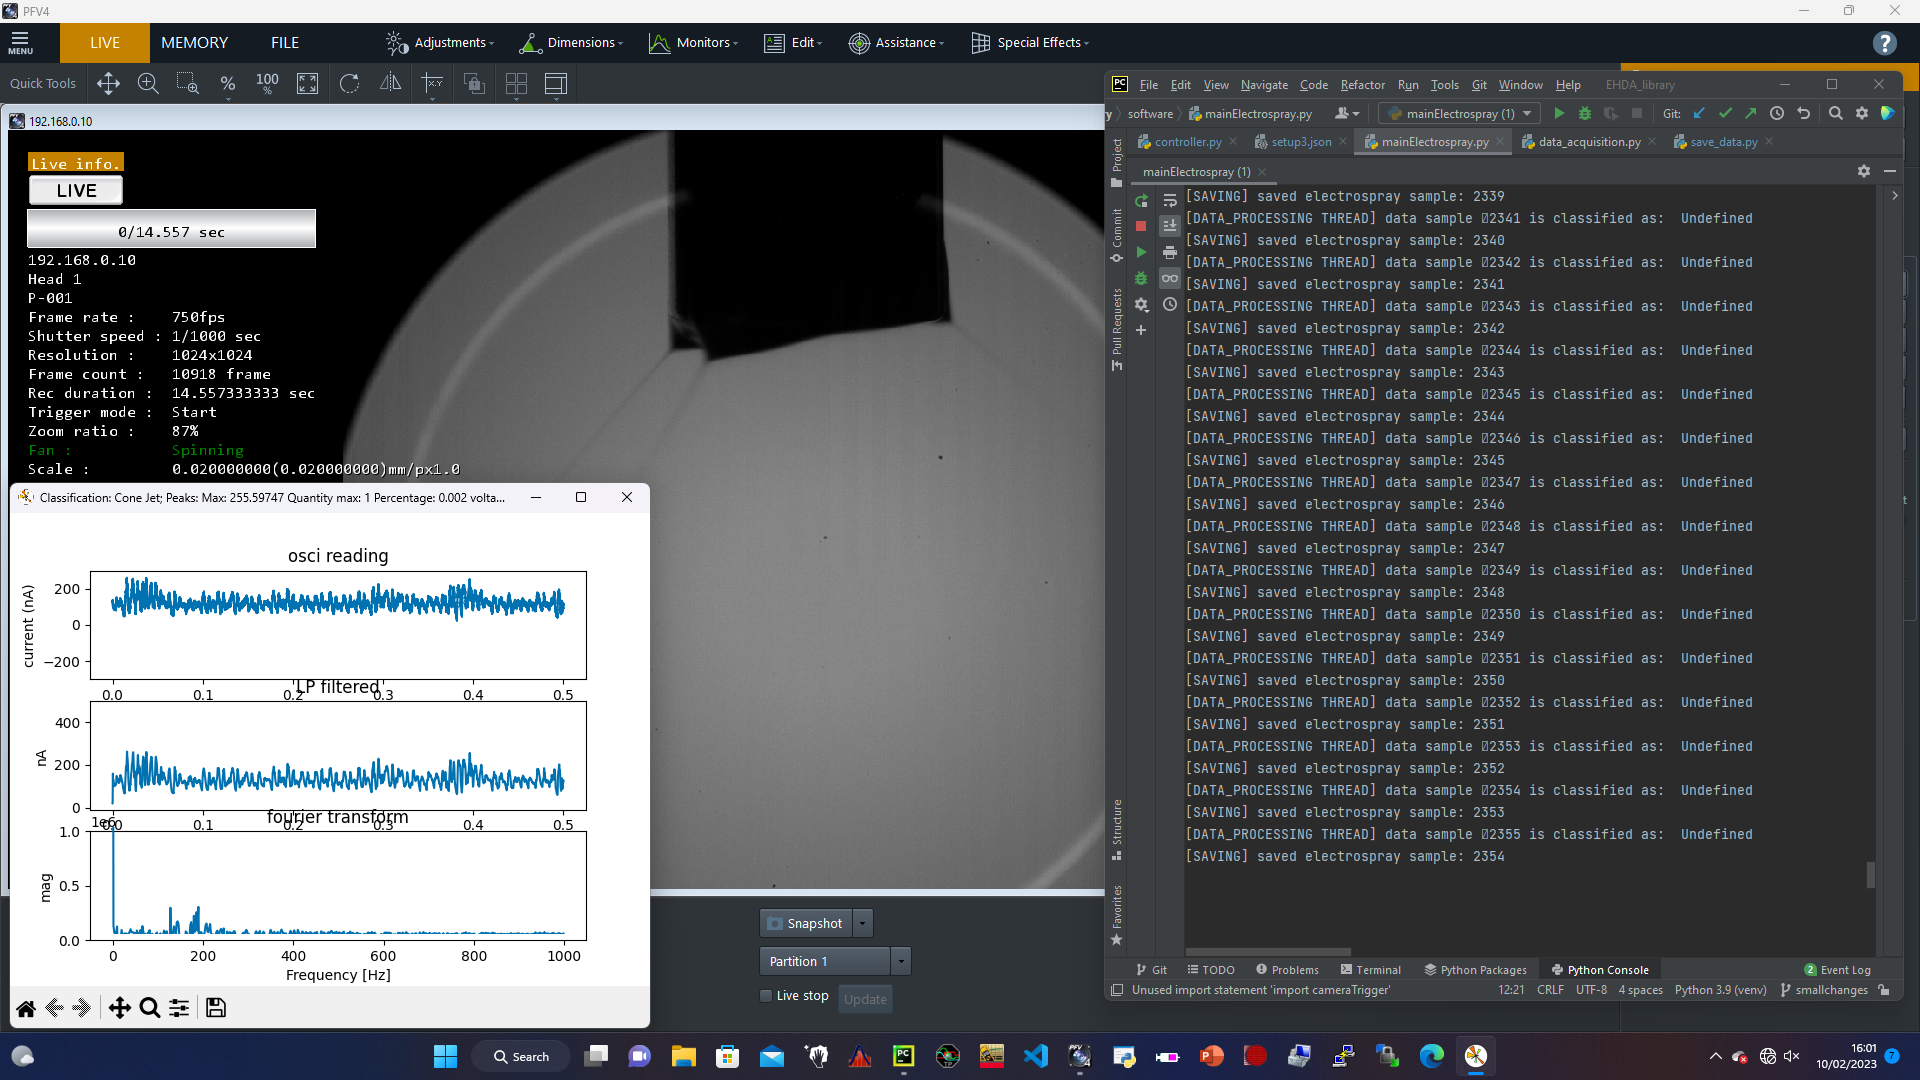 PFV4
MENU
LIVE
MEMORY
FILE
Adjustments
Dimensions
Monitors
Edit
Assistance
Special Effects
Quick Tools
%
100
%
192.168.0.10
Live info.
LIVE
0/14.557 sec
192.168.0.10
Head 1
P-001
Frame rate : 750fps
Shutter speed : 1/1000 sec
Resolution : 1024x1024
Frame count : 10918 frame
Rec duration : 14.557333333 sec
Trigger mode : Start
Zoom ratio : 87%
Fan : Spinning
Scale : 0.020000000(0.020000000)mm/px1.0
Classification: Cone Jet; Peaks: Max: 255.59747 Quantity max: 1 Percentage: 0.002 volta...
osci reading
current (nA)
200
0
−200
0.0 0.1 0.2 0.3 0.4 0.5
LP filtered
nA
400
200
0
0.0 0.1 0.2 0.3 0.4 0.5
fourier transform
1e6
mag
1.0
0.5
0.0
0 200 400 600 800 1000
Frequency [Hz]
Snapshot
Partition 1
Live stop
Update
PC
File Edit View Navigate Code Refactor Run Tools Git Window Help
EHDA_library
y software mainElectrospray.py
mainElectrospray (1)
Git:
controller.py
setup3.json
mainElectrospray.py
data_acquisition.py
save_data.py
mainElectrospray (1)
Project
Commit
Pull Requests
Structure
Favorites
[SAVING] saved electrospray sample: 2339
[DATA_PROCESSING THREAD] data sample 2341 is classified as: Undefined
[SAVING] saved electrospray sample: 2340
[DATA_PROCESSING THREAD] data sample 2342 is classified as: Undefined
[SAVING] saved electrospray sample: 2341
[DATA_PROCESSING THREAD] data sample 2343 is classified as: Undefined
[SAVING] saved electrospray sample: 2342
[DATA_PROCESSING THREAD] data sample 2344 is classified as: Undefined
[SAVING] saved electrospray sample: 2343
[DATA_PROCESSING THREAD] data sample 2345 is classified as: Undefined
[SAVING] saved electrospray sample: 2344
[DATA_PROCESSING THREAD] data sample 2346 is classified as: Undefined
[SAVING] saved electrospray sample: 2345
[DATA_PROCESSING THREAD] data sample 2347 is classified as: Undefined
[SAVING] saved electrospray sample: 2346
[DATA_PROCESSING THREAD] data sample 2348 is classified as: Undefined
[SAVING] saved electrospray sample: 2347
[DATA_PROCESSING THREAD] data sample 2349 is classified as: Undefined
[SAVING] saved electrospray sample: 2348
[DATA_PROCESSING THREAD] data sample 2350 is classified as: Undefined
[SAVING] saved electrospray sample: 2349
[DATA_PROCESSING THREAD] data sample 2351 is classified as: Undefined
[SAVING] saved electrospray sample: 2350
[DATA_PROCESSING THREAD] data sample 2352 is classified as: Undefined
[SAVING] saved electrospray sample: 2351
[DATA_PROCESSING THREAD] data sample 2353 is classified as: Undefined
[SAVING] saved electrospray sample: 2352
[DATA_PROCESSING THREAD] data sample 2354 is classified as: Undefined
[SAVING] saved electrospray sample: 2353
[DATA_PROCESSING THREAD] data sample 2355 is classified as: Undefined
[SAVING] saved electrospray sample: 2354
Git
TODO
Problems
Terminal
Python Packages
Python Console
2 Event Log
Unused import statement 'import cameraTrigger'
12:21 CRLF UTF-8 4 spaces Python 3.9 (venv) smallchanges
Search
16:01
10/02/2023
7